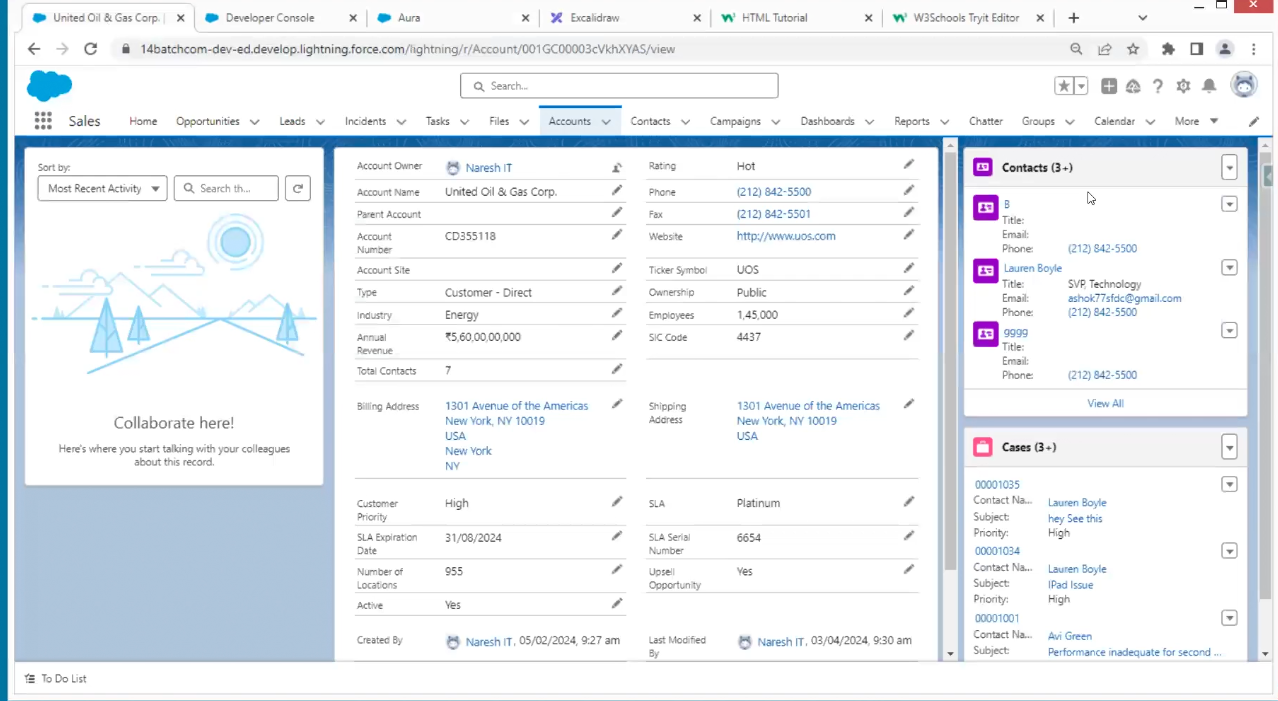 United Oil & Gas Corp.
Developer Console
Aura
Excalidraw
HTML Tutorial
W3Schools Tryit Editor
14batchcom-dev-ed.develop.lightning.force.com/lightning/r/Account/001GC00003cVkhXYAS/view
Search...
Sales
Home
Opportunities
Leads
Incidents
Tasks
Files
Accounts
Contacts
Campaigns
Dashboards
Reports
Chatter
Groups
Calendar
More
Sort by:
Most Recent Activity
Search th...
Collaborate here!
Here's where you start talking with your colleagues
about this record.
Account Owner
Naresh IT
Rating
Hot
Account Name
United Oil & Gas Corp.
Phone
(212) 842-5500
Parent Account
Fax
(212) 842-5501
Account
Number
CD355118
Website
http://www.uos.com
Account Site
Ticker Symbol
UOS
Type
Customer - Direct
Ownership
Public
Industry
Energy
Employees
1,45,000
Annual
Revenue
₹5,60,00,00,000
SIC Code
4437
Total Contacts
7
Billing Address
1301 Avenue of the Americas
New York, NY 10019
USA
New York
NY
Shipping
Address
1301 Avenue of the Americas
New York, NY 10019
USA
Customer
Priority
High
SLA
Platinum
SLA Expiration
Date
31/08/2024
SLA Serial
Number
6654
Number of
Locations
955
Upsell
Opportunity
Yes
Active
Yes
Created By
Naresh IT, 05/02/2024, 9:27 am
Last Modified
By
Naresh IT, 03/04/2024, 9:30 am
Contacts (3+)
B
Title:
Email:
Phone: (212) 842-5500
Lauren Boyle
Title: SVP, Technology
Email: ashok77sfdc@gmail.com
Phone: (212) 842-5500
gggg
Title:
Email:
Phone: (212) 842-5500
View All
Cases (3+)
00001035
Contact Na... Lauren Boyle
Subject: hey See this
Priority: High
00001034
Contact Na... Lauren Boyle
Subject: IPad Issue
Priority: High
00001001
Contact Na... Avi Green
Subject: Performance inadequate for second ...
To Do List